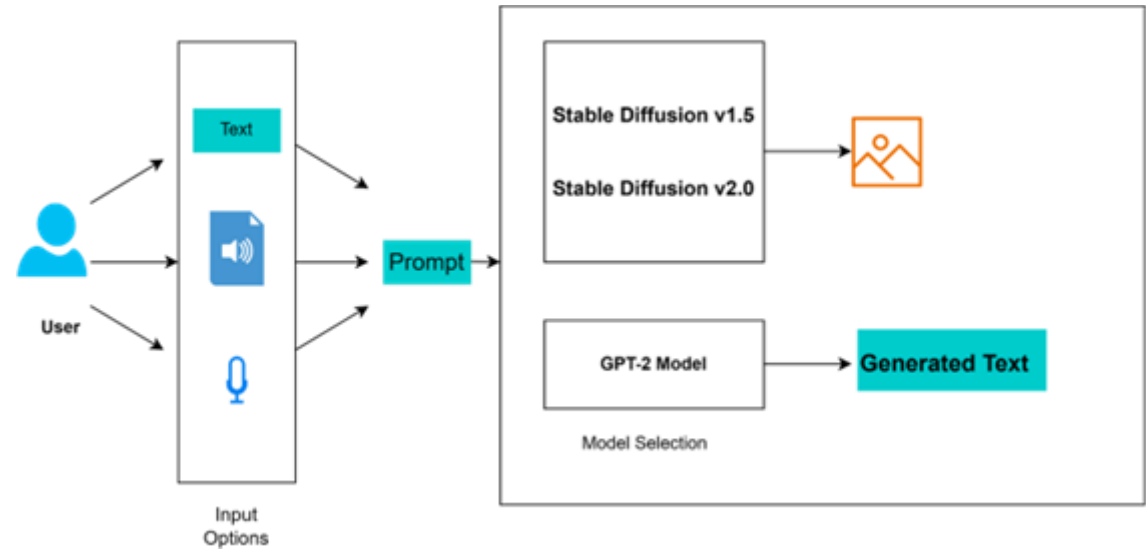 User
Text
Input
Options
Prompt
Stable Diffusion v1.5
Stable Diffusion v2.0
GPT-2 Model
Model Selection
Generated Text